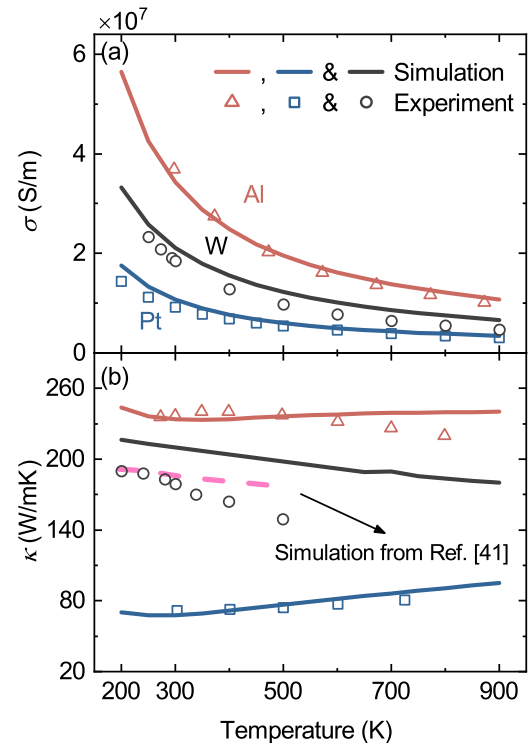 ×10⁷
(a)
, & Simulation
, & Experiment
6
4
2
0
σ (S/m)
Al
W
Pt
(b)
260
200
140
80
20
κ (W/mK)
Simulation from Ref. [41]
200 300 500 700 900
Temperature (K)